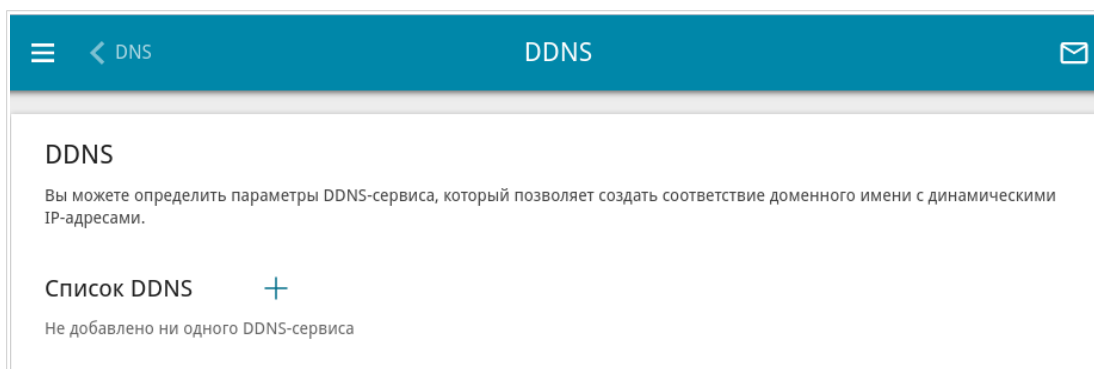 DNS
DDNS
DDNS
Вы можете определить параметры DDNS-сервиса, который позволяет создать соответствие доменного имени с динамическими
IP-адресами.
Список DDNS
Не добавлено ни одного DDNS-сервиса